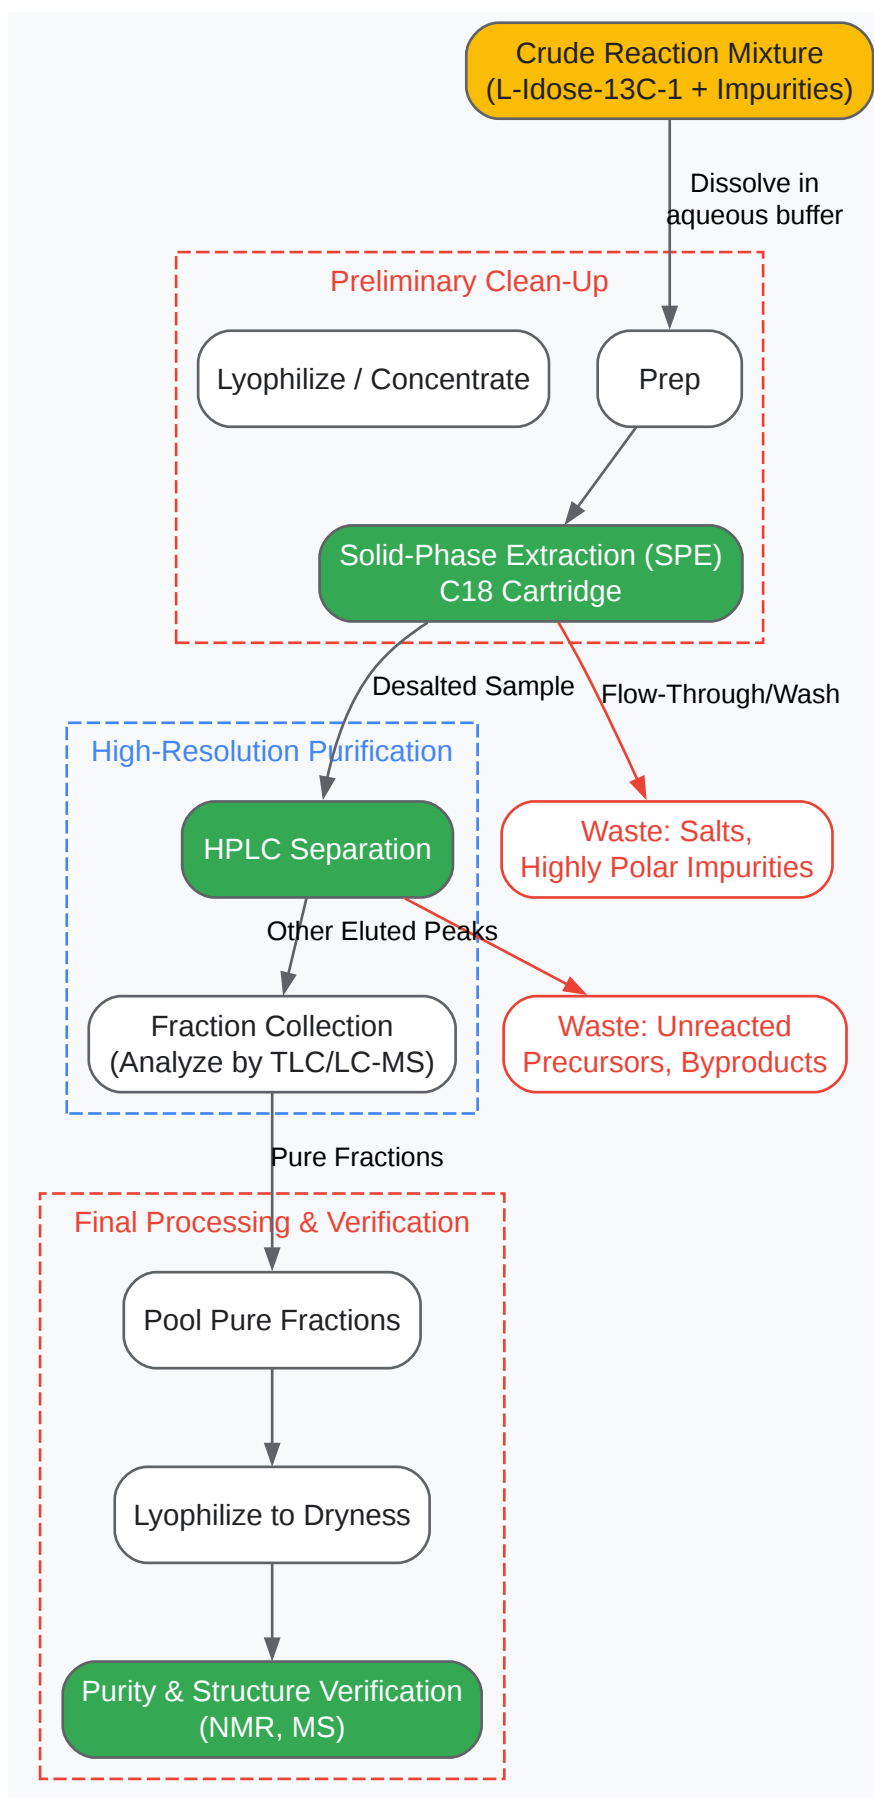 Crude Reaction Mixture
(L-Idose-13C-1 + Impurities)
Dissolve in
aqueous buffer
Preliminary Clean-Up
Lyophilize / Concentrate
Prep
Solid-Phase Extraction (SPE)
C18 Cartridge
Desalted Sample
Flow-Through/Wash
High-Resolution Purification
HPLC Separation
Waste: Salts,
Highly Polar Impurities
Other Eluted Peaks
Fraction Collection
(Analyze by TLC/LC-MS)
Waste: Unreacted
Precursors, Byproducts
Pure Fractions
Final Processing & Verification
Pool Pure Fractions
Lyophilize to Dryness
Purity & Structure Verification
(NMR, MS)